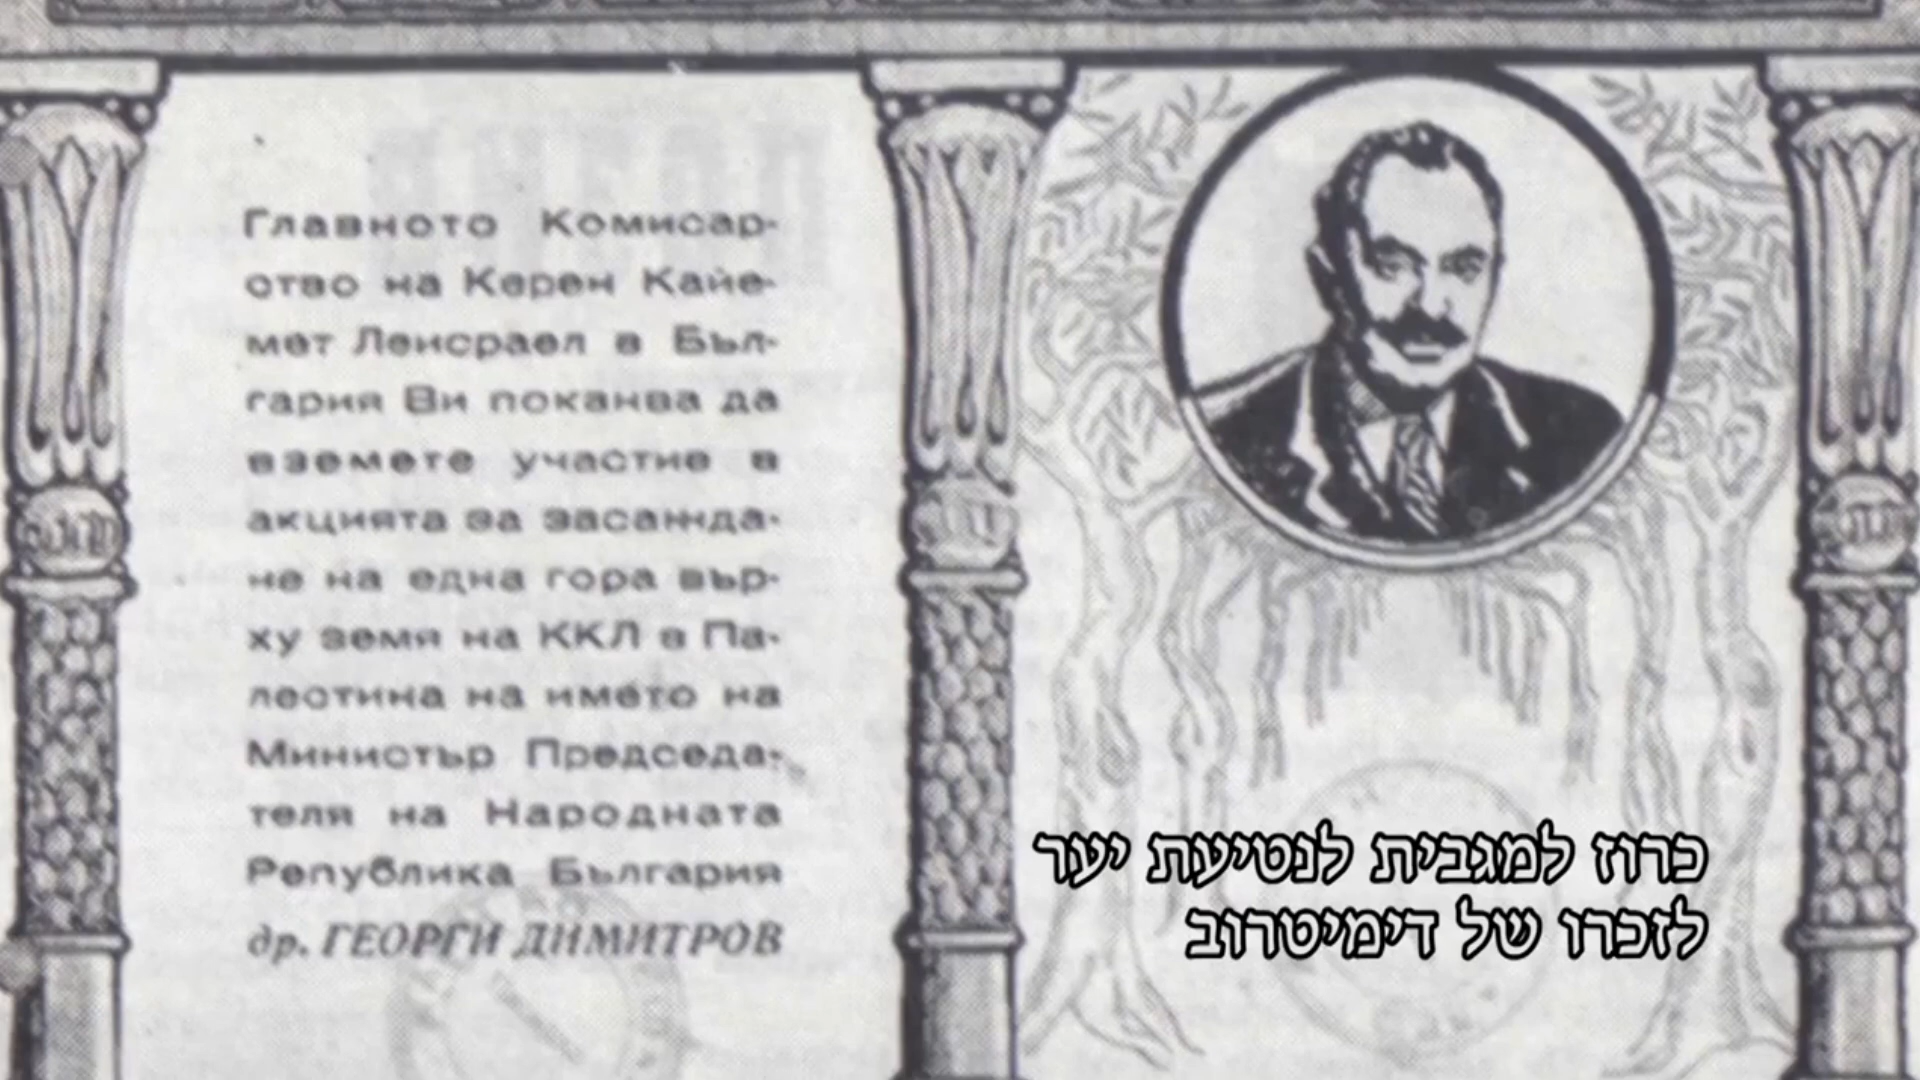 Главното Комисар-
ство на Керен Кайе-
мет Леисраел в Бъл-
гария Ви поканва да
вземете участие в
акцията за засажда-
не на една гора вър-
ху земя на ККЛ в Па-
лестина на името на
Министър Председа-
теля на Народната
Република България
др. ГЕОРГИ ДИМИТРОВ
כרוז למגבית לנטיעת יער
לזכרו של דימיטרוב